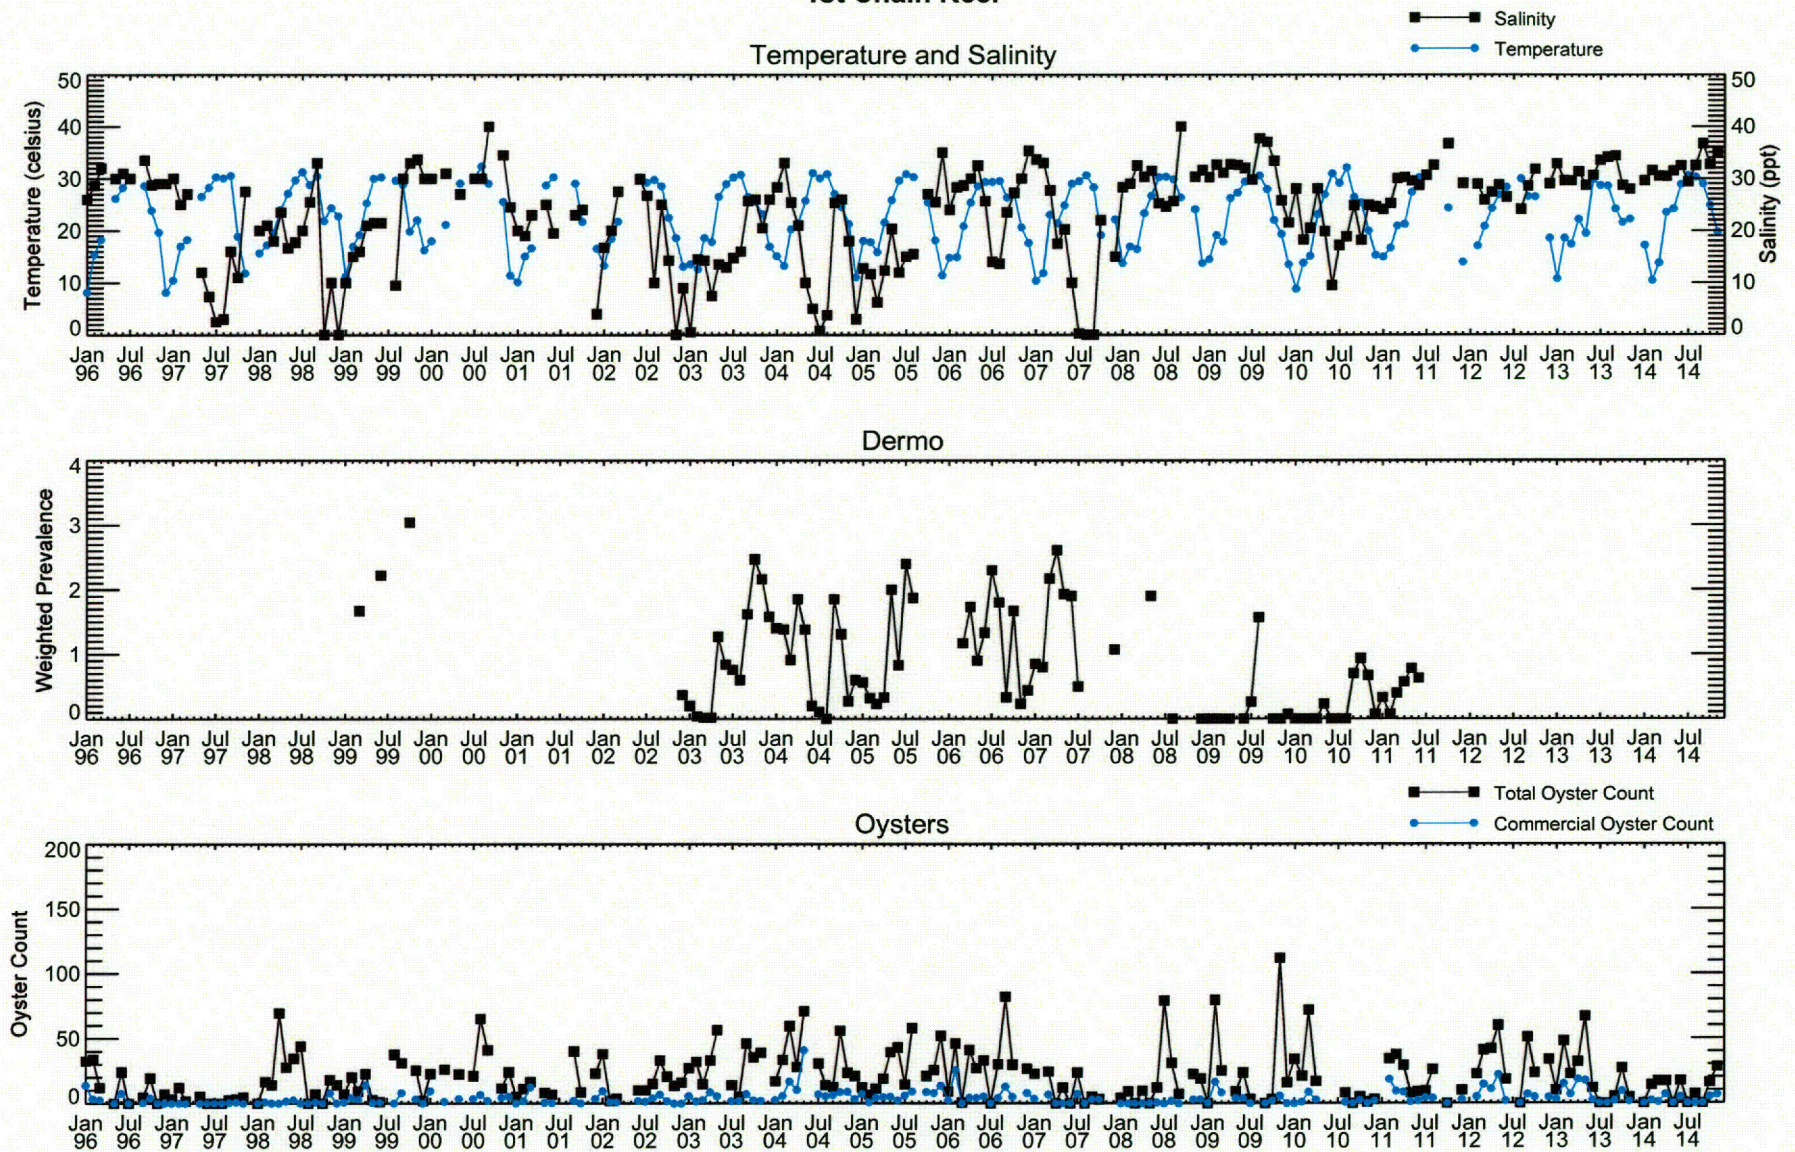 Salinity
Temperature
Temperature and Salinity
Temperature (celsius)
50
40
30
20
10
0
50
40
30
20
10
0
Salinity (ppt)
Jan Jul Jan Jul Jan Jul Jan Jul Jan Jul Jan Jul Jan Jul Jan Jul Jan Jul Jan Jul Jan Jul Jan Jul Jan Jul Jan Jul Jan Jul Jan Jul Jan Jul Jan Jul Jan Jul
96 96 97 97 98 98 99 99 00 00 01 01 02 02 03 03 04 04 05 05 06 06 07 07 08 08 09 09 10 10 11 11 12 12 13 13 14 14
Dermo
Weighted Prevalence
4
3
2
1
0
Jan Jul Jan Jul Jan Jul Jan Jul Jan Jul Jan Jul Jan Jul Jan Jul Jan Jul Jan Jul Jan Jul Jan Jul Jan Jul Jan Jul Jan Jul Jan Jul Jan Jul Jan Jul Jan Jul
96 96 97 97 98 98 99 99 00 00 01 01 02 02 03 03 04 04 05 05 06 06 07 07 08 08 09 09 10 10 11 11 12 12 13 13 14 14
Total Oyster Count
Commercial Oyster Count
Oysters
Oyster Count
200
150
100
50
0
Jan Jul Jan Jul Jan Jul Jan Jul Jan Jul Jan Jul Jan Jul Jan Jul Jan Jul Jan Jul Jan Jul Jan Jul Jan Jul Jan Jul Jan Jul Jan Jul Jan Jul Jan Jul Jan Jul
96 96 97 97 98 98 99 99 00 00 01 01 02 02 03 03 04 04 05 05 06 06 07 07 08 08 09 09 10 10 11 11 12 12 13 13 14 14